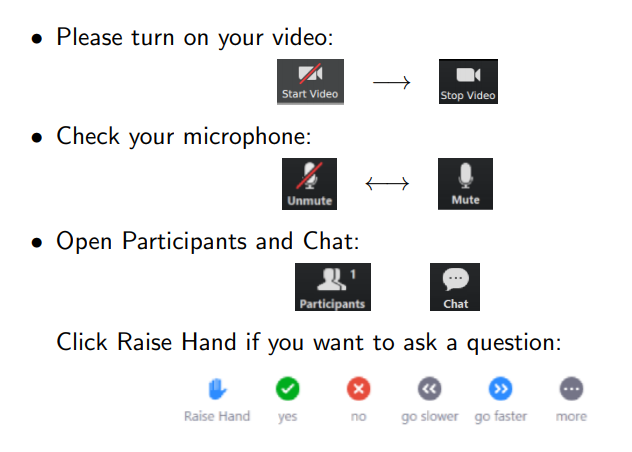 • Please turn on your video:
Start Video ⟶ Stop Video
• Check your microphone:
Unmute ⟷ Mute
• Open Participants and Chat:
1
Participants Chat
Click Raise Hand if you want to ask a question:
Raise Hand yes no go slower go faster more